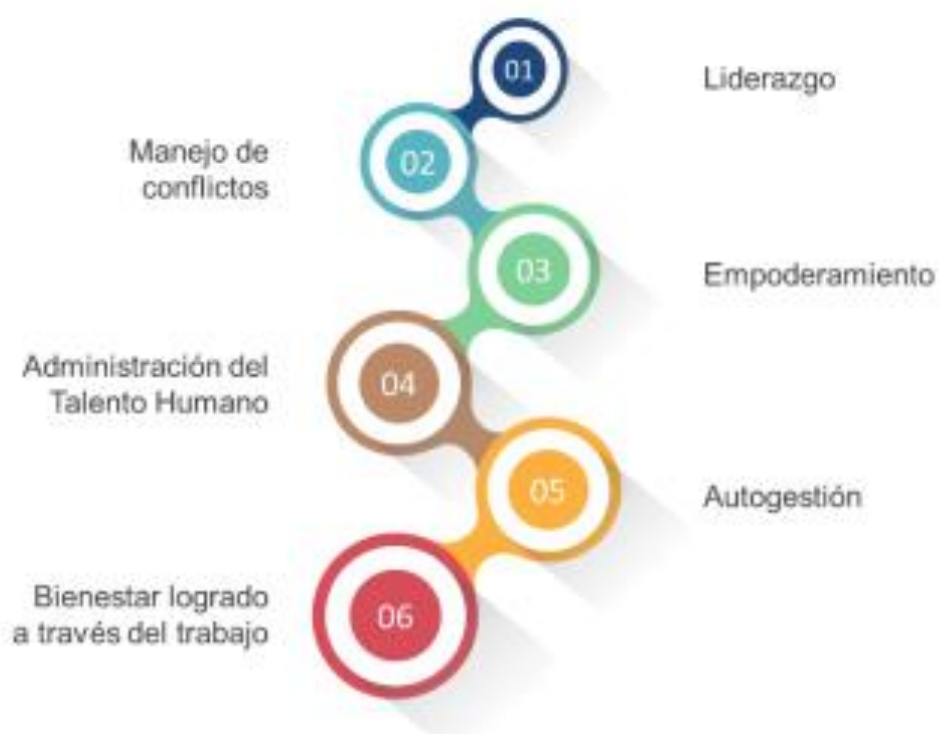 01
Liderazgo
Manejo de
conflictos
02
03
Empoderamiento
Administración del
Talento Humano
04
05
Autogestión
Bienestar logrado
a través del trabajo
06